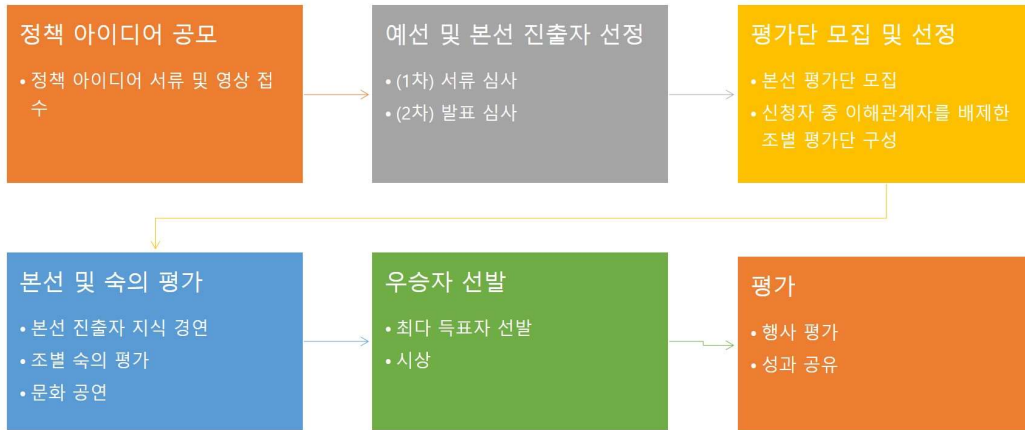 정책 아이디어 공모
• 정책 아이디어 서류 및 영상 접
수
예선 및 본선 진출자 선정
• (1차) 서류 심사
• (2차) 발표 심사
평가단 모집 및 선정
• 본선 평가단 모집
• 신청자 중 이해관계자를 배제한
조별 평가단 구성
본선 및 숙의 평가
• 본선 진출자 지식 경연
• 조별 숙의 평가
• 문화 공연
우승자 선발
• 최다 득표자 선발
• 시상
평가
• 행사 평가
• 성과 공유